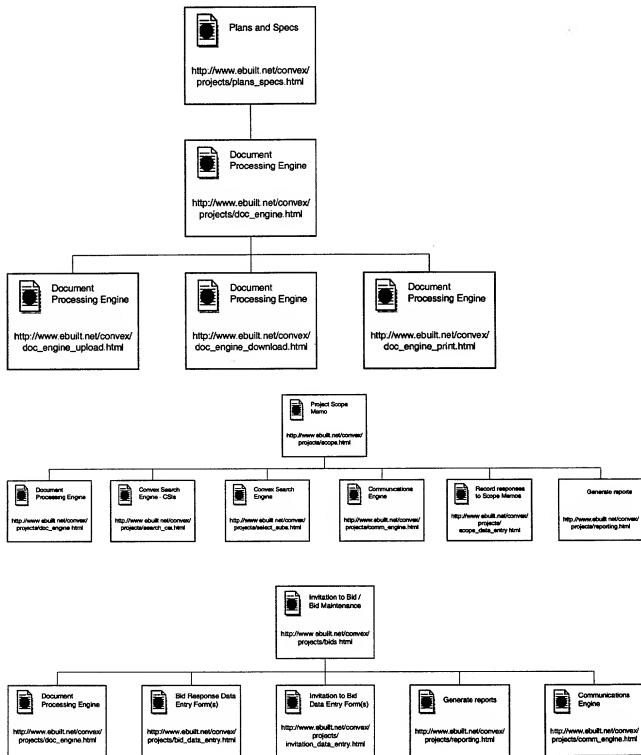 Plans and Specs
http://www.ebuilt.net/convex/
projects/plans_specs.html
Document
Processing Engine
http://www.ebuilt.net/convex/
projects/doc_engine.html
Document
Processing Engine
http://www.ebuilt.net/convex/
doc_engine_upload.html
Document
Processing Engine
http://www.ebuilt.net/convex/
doc_engine_download.html
Document
Processing Engine
http://www.ebuilt.net/convex/
doc_engine_print.html
Project Scope
Memo
http://www.ebuilt.net/convex/
projects/scope.html
Document
Processing Engine
http://www.ebuilt.net/convex/
projects/doc_engine.html
Convex Search
Engine - CSIs
http://www.ebuilt.net/convex/
projects/search_csi.html
Convex Search
Engine
http://www.ebuilt.net/convex/
projects/select_subs.html
Communications
Engine
http://www.ebuilt.net/convex/
projects/comm_engine.html
Record responses
to Scope Memos
http://www.ebuilt.net/convex/
projects/
scope_data_entry.html
Generate reports
http://www.ebuilt.net/convex/
projects/reporting.html
Invitation to Bid /
Bid Maintenance
http://www.ebuilt.net/convex/
projects/bids.html
Document
Processing Engine
http://www.ebuilt.net/convex/
projects/doc_engine.html
Bid Response Data
Entry Form(s)
http://www.ebuilt.net/convex/
projects/bid_data_entry.html
Invitation to Bid
Data Entry Form(s)
http://www.ebuilt.net/convex/
projects/
invitation_data_entry.html
Generate reports
http://www.ebuilt.net/convex/
projects/reporting.html
Communications
Engine
http://www.ebuilt.net/convex/
projects/comm_engine.html